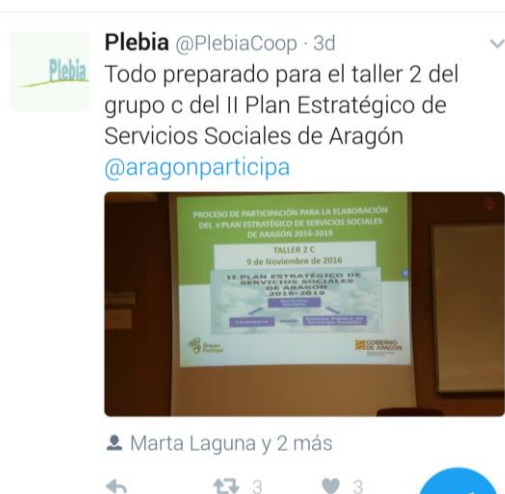 Plebia @PlebiaCoop · 3d
Plebia
Todo preparado para el taller 2 del
grupo c del II Plan Estratégico de
Servicios Sociales de Aragón
@aragonparticipa
PROCESO DE PARTICIPACIÓN PARA LA ELABORACIÓN
DEL II PLAN ESTRATÉGICO DE SERVICIOS SOCIALES
DE ARAGÓN 2016-2019
TALLER 2 C
9 de Noviembre de 2016
II PLAN ESTRATÉGICO DE
SERVICIOS SOCIALES
DE ARAGÓN
2016-2019
GOBIERNO
DE ARAGÓN
Marta Laguna y 2 más
3
3